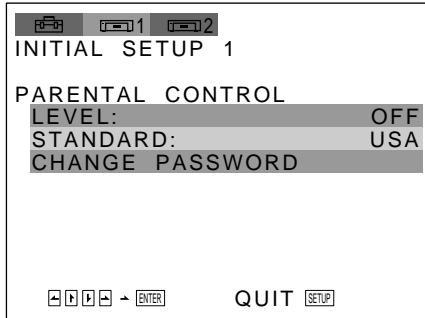 1 2
INITIAL SETUP 1
PARENTAL CONTROL
LEVEL: OFF
STANDARD: USA
CHANGE PASSWORD
ENTER QUIT SETUP